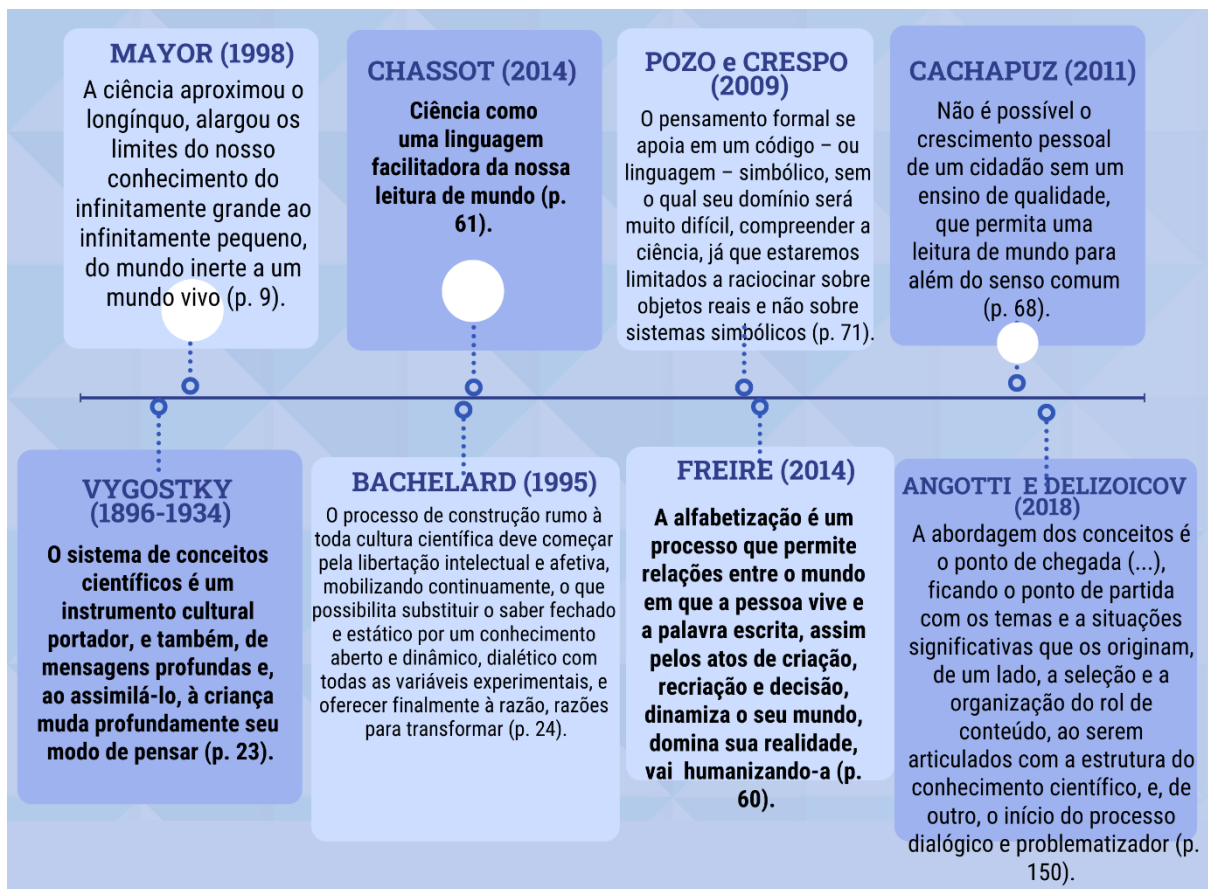 MAYOR (1998)
A ciência aproximou o
longínquo, alargou os
limites do nosso
conhecimento do
infinitamente grande ao
infinitamente pequeno,
do mundo inerte a um
mundo vivo (p. 9).
CHASSOT (2014)
Ciência como
uma linguagem
facilitadora da nossa
leitura de mundo (p.
61).
POZO e CRESPO
(2009)
O pensamento formal se
apoia em um código – ou
linguagem – simbólico, sem
o qual seu domínio será
muito difícil, compreender a
ciência, já que estaremos
limitados a raciocinar sobre
objetos reais e não sobre
sistemas simbólicos (p. 71).
CACHAPUZ (2011)
Não é possível o
crescimento pessoal
de um cidadão sem um
ensino de qualidade,
que permita uma
leitura de mundo para
além do senso comum
(p. 68).
VYGOSTKY
(1896-1934)
O sistema de conceitos
científicos é um
instrumento cultural
portador, e também, de
mensagens profundas e,
ao assimilá-lo, à criança
muda profundamente seu
modo de pensar (p. 23).
BACHELARD (1995)
O processo de construção rumo à
toda cultura científica deve começar
pela libertação intelectual e afetiva,
mobilizando continuamente, o que
possibilita substituir o saber fechado
e estático por um conhecimento
aberto e dinâmico, dialético com
todas as variáveis experimentais, e
oferecer finalmente à razão, razões
para transformar (p. 24).
FREIRE (2014)
A alfabetização é um
processo que permite
relações entre o mundo
em que a pessoa vive e
a palavra escrita, assim
pelos atos de criação,
recriação e decisão,
dinamiza o seu mundo,
domina sua realidade,
vai humanizando-a (p.
60).
ANGOTTI E DELIZOICOV
(2018)
A abordagem dos conceitos é
o ponto de chegada (...),
ficando o ponto de partida
com os temas e a situações
significativas que os originam,
de um lado, a seleção e a
organização do rol de
conteúdo, ao serem
articulados com a estrutura do
conhecimento científico, e, de
outro, o início do processo
dialógico e problematizador (p.
150).